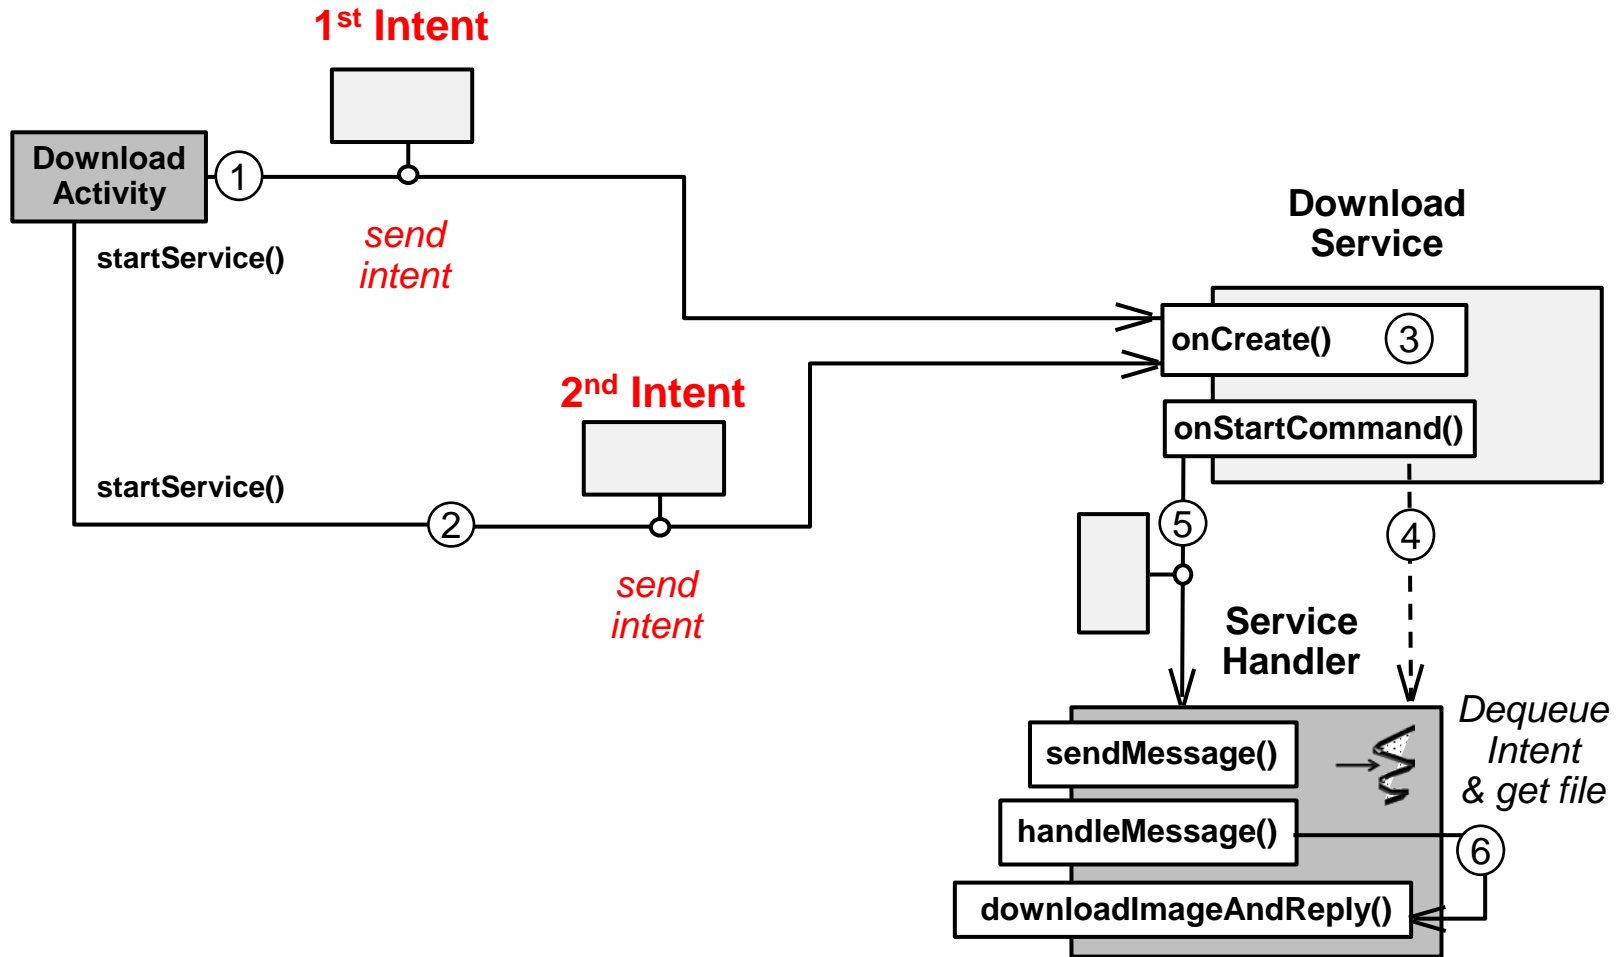 1st Intent
Download
Activity
1
send
intent
startService()
Download
Service
onCreate()
3
2nd Intent
onStartCommand()
startService()
2
5
4
send
intent
Service
Handler
Dequeue
Intent
& get file
sendMessage()
handleMessage()
6
downloadImageAndReply()